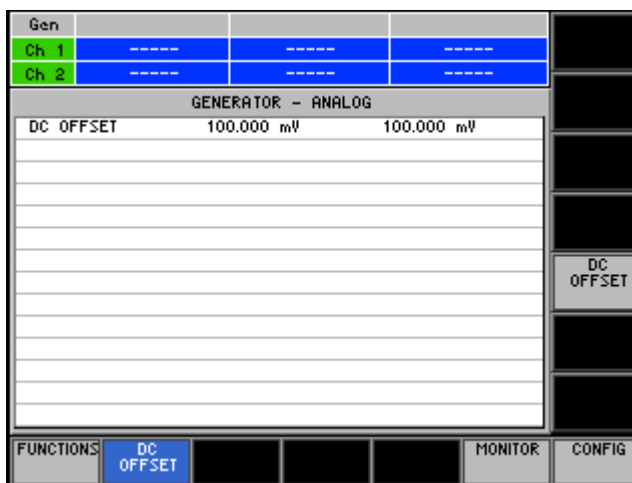 Gen
Ch 1 ----- ----- -----
Ch 2 ----- ----- -----
GENERATOR - ANALOG
DC OFFSET 100.000 mV 100.000 mV
DC
OFFSET
FUNCTIONS DC OFFSET MONITOR CONFIG